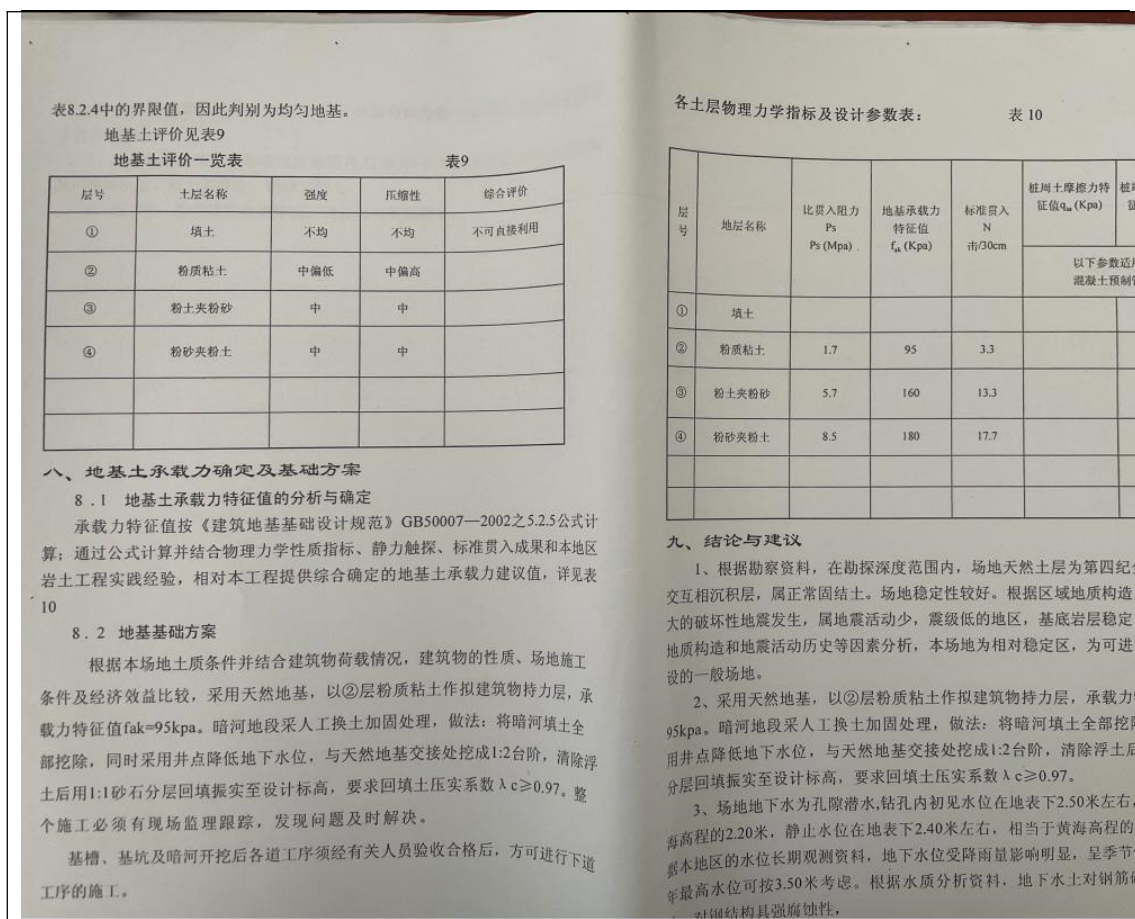 表8.2.4中的界限值，因此判别为均匀地基。
地基土评价见表9
地基土评价一览表 表9
层号 土层名称 强度 压缩性 综合评价
① 填土 不均 不均 不可直接利用
② 粉质粘土 中偏低 中偏高
③ 粉土夹粉砂 中 中
④ 粉砂夹粉土 中 中
八、地基土承载力确定及基础方案
8.1 地基土承载力特征值的分析与确定
承载力特征值按《建筑地基基础设计规范》GB50007—2002之5.2.5公式计
算；通过公式计算并结合物理力学性质指标、静力触探、标准贯入成果和本地区
岩土工程实践经验，相对本工程提供综合确定的地基土承载力建议值，详见表
10
8.2 地基基础方案
根据本场地土质条件并结合建筑物荷载情况，建筑物的性质、场地施工
条件及经济效益比较，采用天然地基，以②层粉质粘土作拟建筑物持力层，承
载力特征值fak=95kpa。暗河地段采人工换土加固处理，做法：将暗河填土全
部挖除，同时采用井点降低地下水位，与天然地基交接处挖成1:2台阶，清除浮
土后用1:1砂石分层回填振实至设计标高，要求回填土压实系数λc≥0.97。整
个施工必须有现场监理跟踪，发现问题及时解决。
基槽、基坑及暗河开挖后各道工序须经有关人员验收合格后，方可进行下道
工序的施工。
各土层物理力学指标及设计参数表： 表 10
层号 地层名称 比贯入阻力 Ps Ps (Mpa) 地基承载力特征值 fak (Kpa) 标准贯入 N 击/30cm 桩周土摩擦力特征值 (Kpa)
以下参数适
混凝土预制
① 填土
② 粉质粘土 1.7 95 3.3
③ 粉土夹粉砂 5.7 160 13.3
④ 粉砂夹粉土 8.5 180 17.7
九、结论与建议
1、根据勘察资料，在勘探深度范围内，场地天然土层为第四纪
交互相沉积层，属正常固结土。场地稳定性较好。根据区域地质构造
大的破坏性地震发生，属地震活动少，震级低的地区，基底岩层稳定
地质构造和地震活动历史等因素分析，本场地为相对稳定区，为可进
设的一般场地。
2、采用天然地基，以②层粉质粘土作拟建筑物持力层，承载力
95kpa。暗河地段采人工换土加固处理，做法：将暗河填土全部挖
用井点降低地下水位，与天然地基交接处挖成1:2台阶，清除浮土后
分层回填振实至设计标高，要求回填土压实系数λc≥0.97。
3、场地地下水为孔隙潜水,钻孔内初见水位在地表下2.50米左右,
海高程的2.20米，静止水位在地表下2.40米左右，相当于黄海高程的
据本地区的水位长期观测资料，地下水位受降雨量影响明显，呈季节
年最高水位可按3.50米考虑。根据水质分析资料，地下水土对钢筋
对钢结构具强腐蚀性，